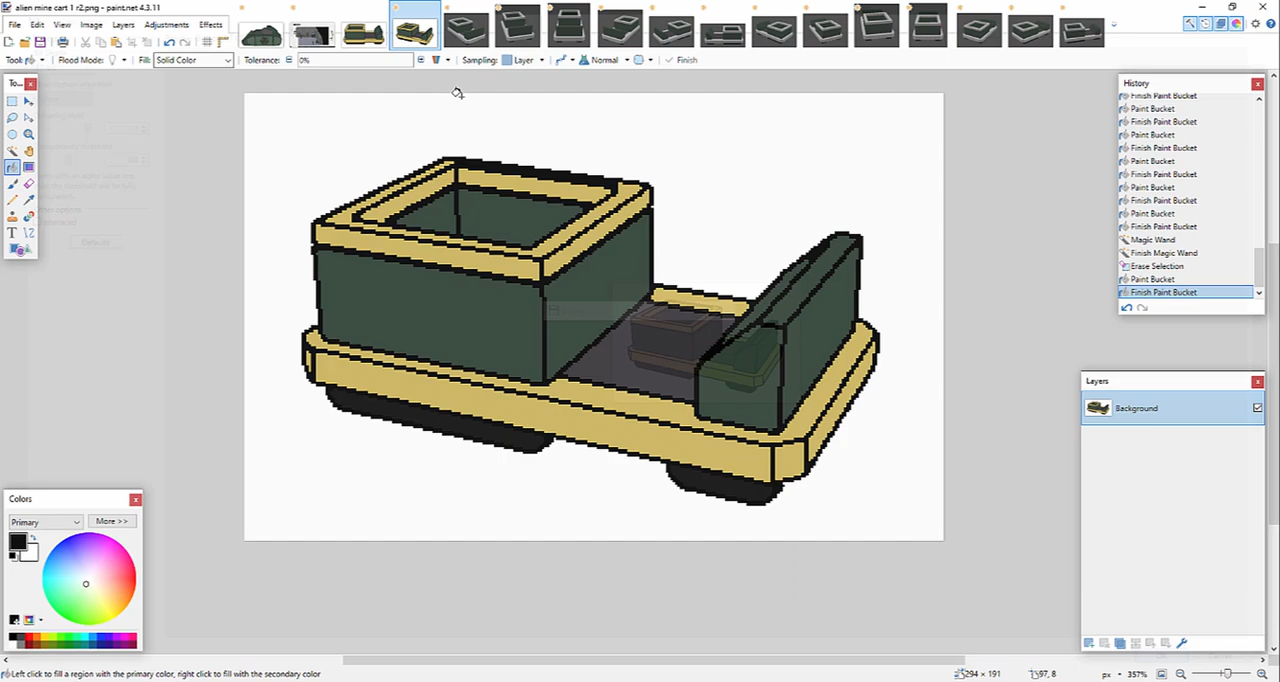 alien mine cart 1 r2.png - paint.net 4.3.11
File Edit View Image Layers Adjustments Effects
Tool: Flood Mode: Fill: Solid Color Tolerance: 0% Sampling: Layer Normal Finish
To...
History
Finish Paint Bucket
Paint Bucket
Finish Paint Bucket
Paint Bucket
Finish Paint Bucket
Paint Bucket
Finish Paint Bucket
Paint Bucket
Finish Paint Bucket
Paint Bucket
Finish Paint Bucket
Magic Wand
Finish Magic Wand
Erase Selection
Paint Bucket
Finish Paint Bucket
Layers
Background
Colors
Primary More >>
Left click to fill a region with the primary color, right click to fill with the secondary color
294 × 191 97, 8 px 357%